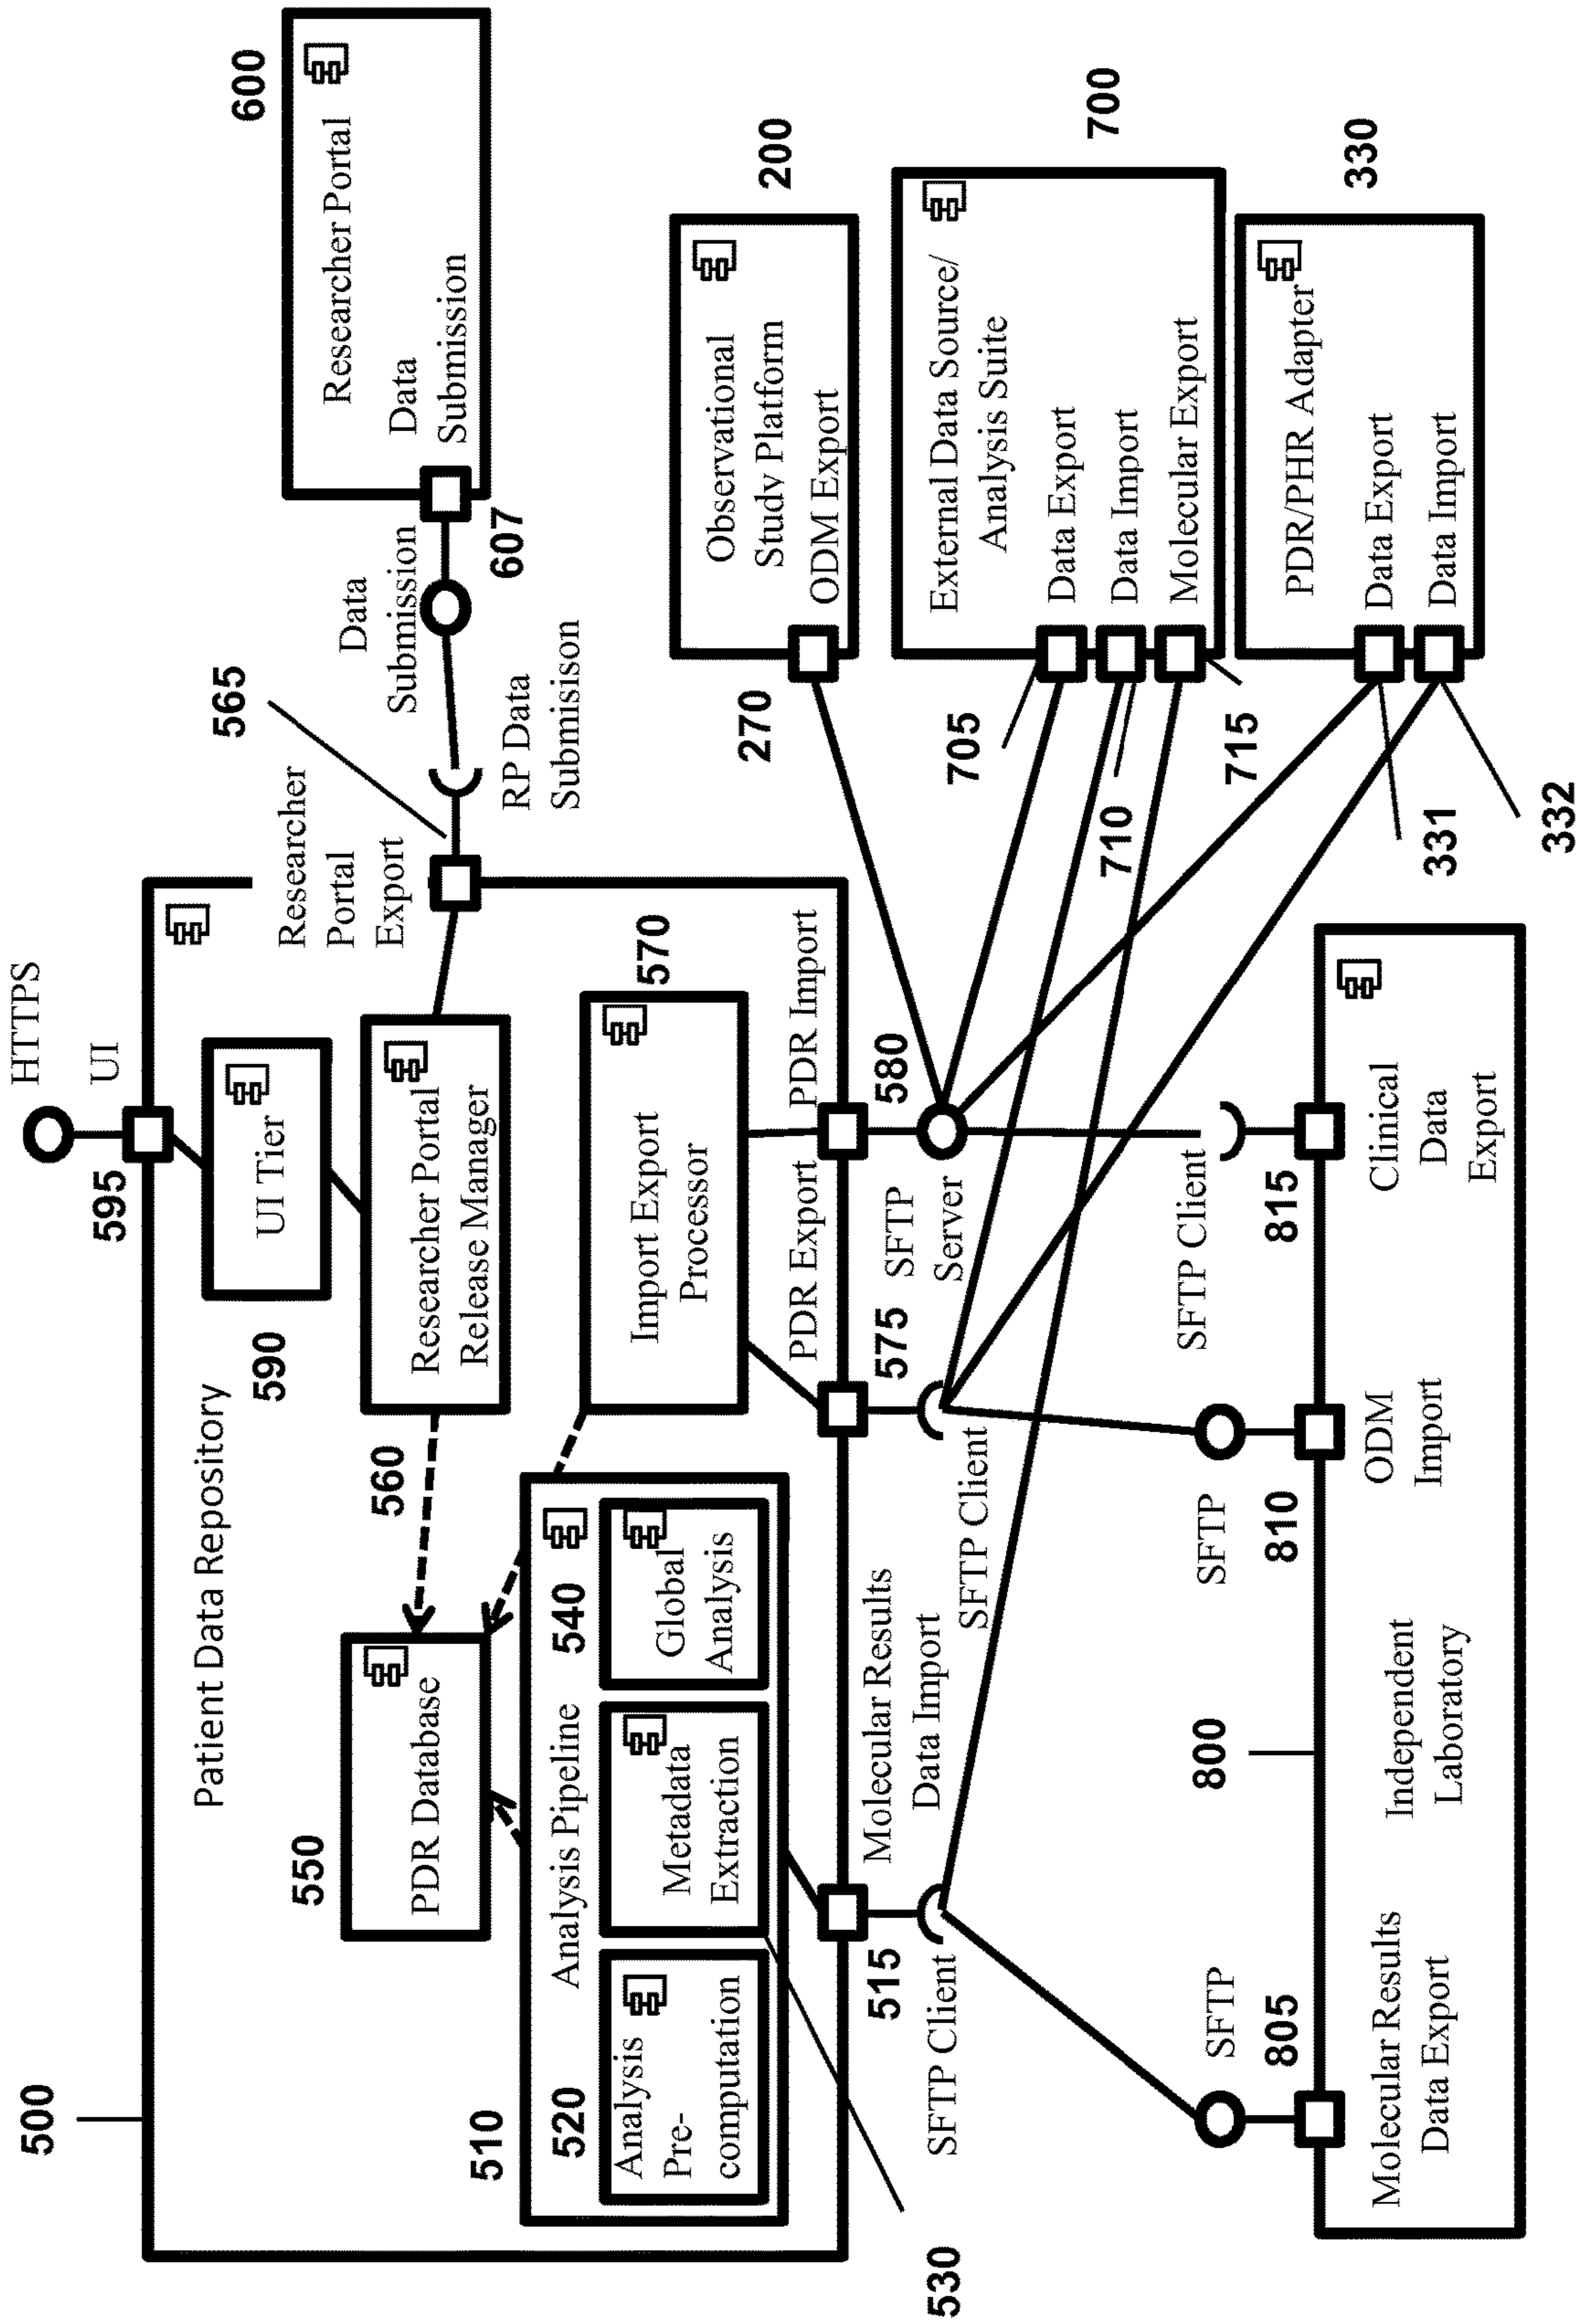 500
Patient Data Repository
595
HTTPS
UI
590
UI Tier
Researcher
Portal
Export
565
600
Researcher Portal
Data
Submission
607
Data
Submission
RP Data
Submisison
550
PDR Database
560
Researcher Portal
Release Manager
510
Analysis Pipeline
520
Analysis
Pre-
computation
Metadata
Extraction
530
540
Global
Analysis
570
Import Export
Processor
PDR Export
PDR Import
515
Molecular Results
Data Import
SFTP Client
575
SFTP Client
580
SFTP
Server
200
Observational
Study Platform
ODM Export
270
700
External Data Source/
Analysis Suite
Data Export
Data Import
Molecular Export
705
710
715
330
PDR/PHR Adapter
Data Export
Data Import
331
332
SFTP
805
Molecular Results
Data Export
800
Independent
Laboratory
SFTP
810
ODM
Import
SFTP Client
815
Clinical
Data
Export